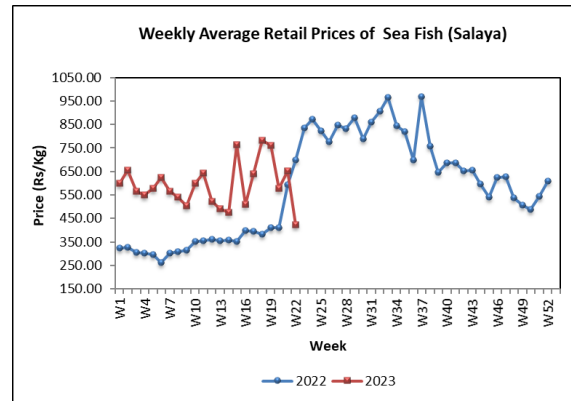 Weekly Average Retail Prices of Sea Fish (Salaya)
Price (Rs/Kg)
1050.00
950.00
850.00
750.00
650.00
550.00
450.00
350.00
250.00
150.00
W1
W4
W7
W10
W13
W16
W19
W22
W25
W28
W31
W34
W37
W40
W43
W46
W49
W52
Week
2022
2023